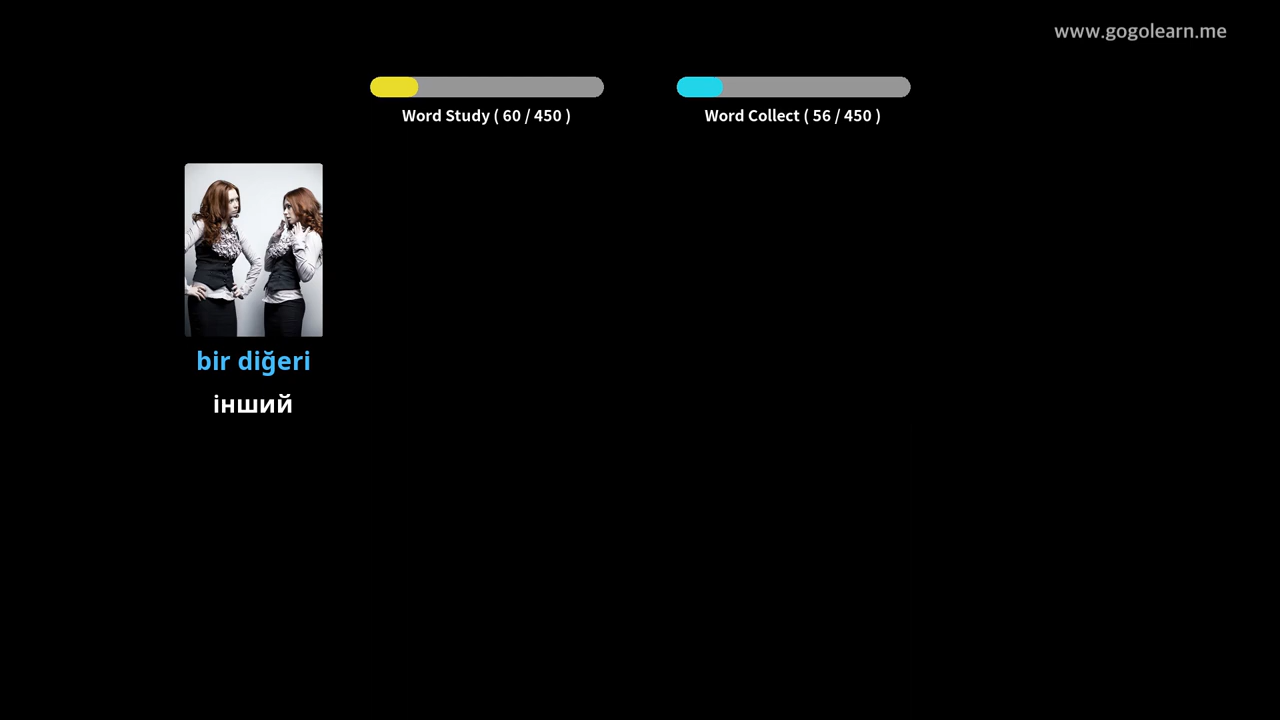 www.gogolearn.me
Word Study ( 60 / 450 )
Word Collect ( 56 / 450 )
bir diğeri
інший